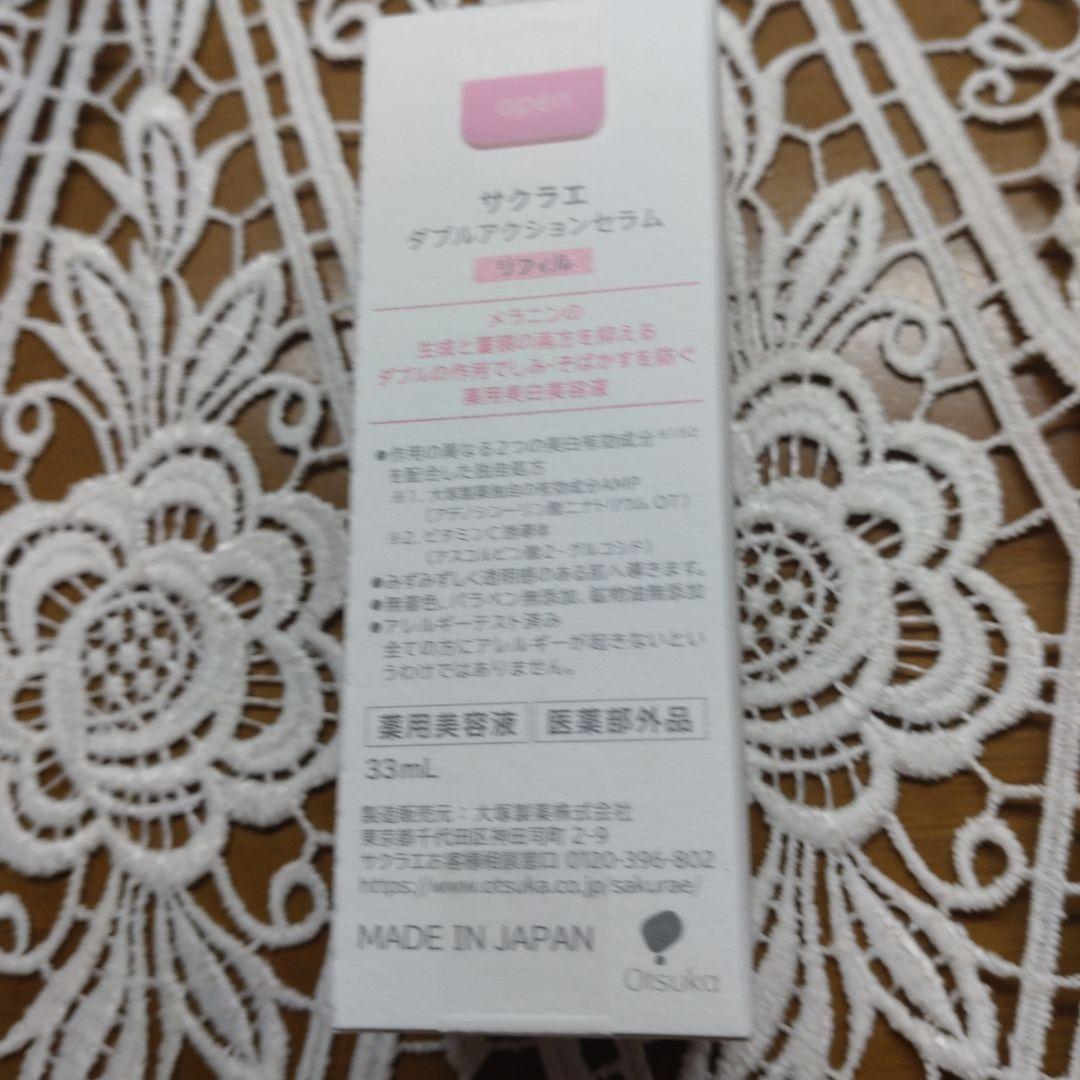 open
サクラエ
ダブルアクションセラム
リフィル
メラニンの
生成と蓄積の両方を抑える
ダブルの作用でしみ・そばかすを防ぐ
薬用美白美容液
●作用の異なる2つの美白有効成分※1※2
を配合した独自処方
※1. 大塚製薬独自の有効成分AMP
(アデノシン一リン酸二ナトリウム OT)
※2. ビタミンC誘導体
(アスコルビン酸2-グルコシド)
●みずみずしく透明感のある肌へ導きます。
●無着色、パラベン無添加、鉱物油無添加
●アレルギーテスト済み
全ての方にアレルギーが起きないとい
うわけではありません。
薬用美容液 医薬部外品
33mL
製造販売元:大塚製薬株式会社
東京都千代田区神田司町 2-9
サクラエお客様相談窓口 0120-396-802
https://www.otsuka.co.jp/sakurae/
MADE IN JAPAN
Otsuka